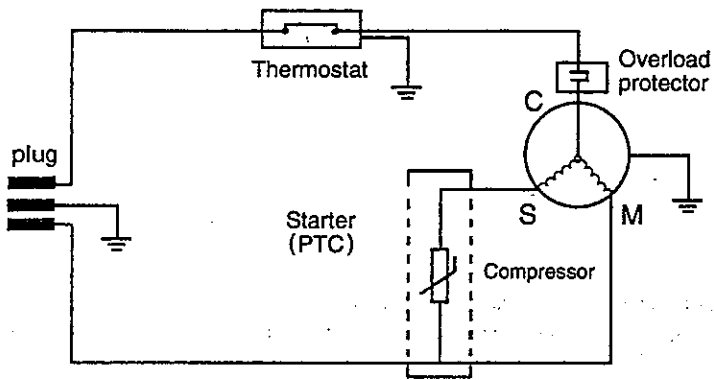 Thermostat
Overload
protector
C
plug
S
M
Starter
(PTC)
Compressor